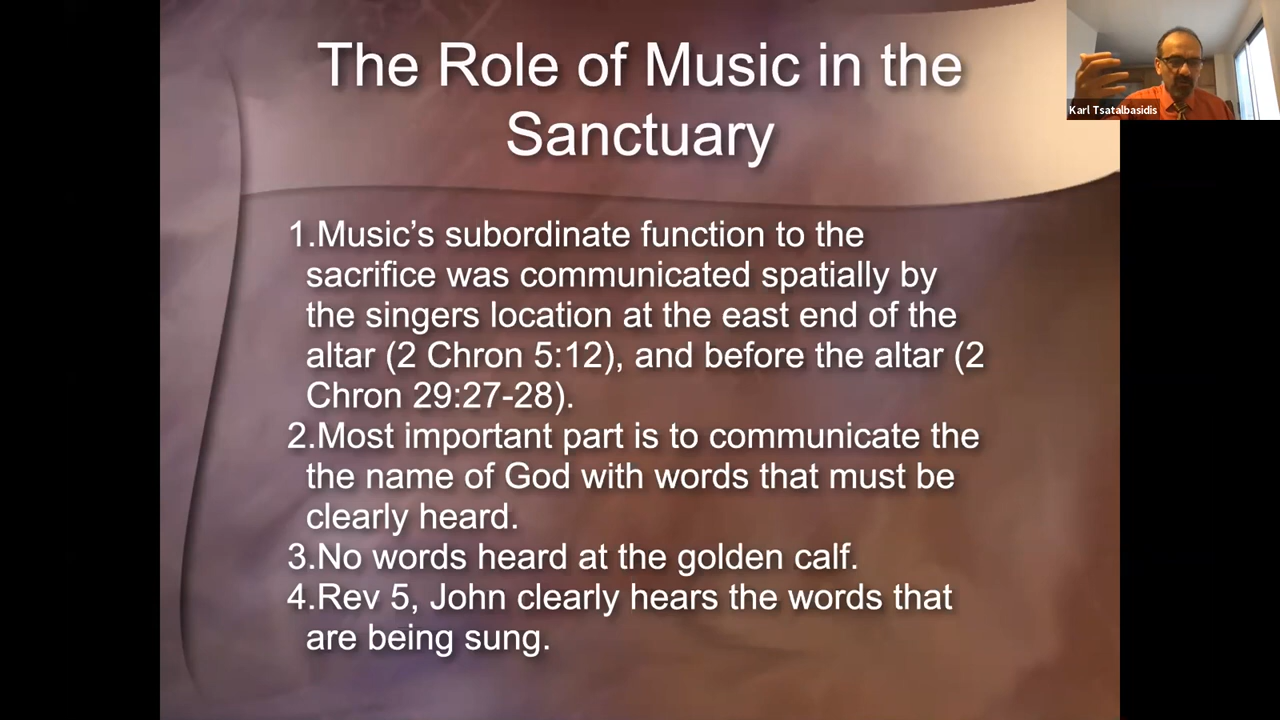 The Role of Music in the
Sanctuary
Karl Tsatalbasidis
1.Music’s subordinate function to the
sacrifice was communicated spatially by
the singers location at the east end of the
altar (2 Chron 5:12), and before the altar (2
Chron 29:27-28).
2.Most important part is to communicate the
the name of God with words that must be
clearly heard.
3.No words heard at the golden calf.
4.Rev 5, John clearly hears the words that
are being sung.